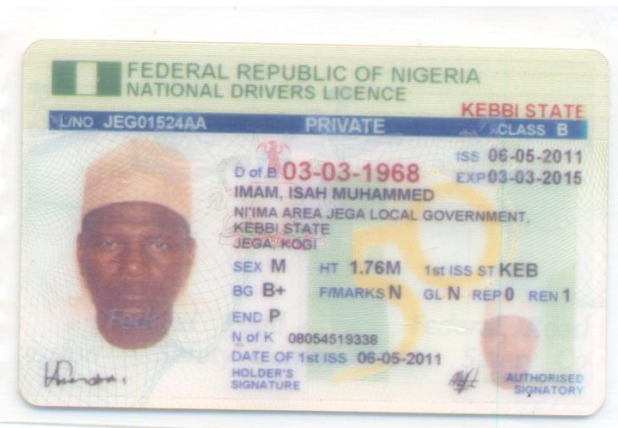 FEDERAL REPUBLIC OF NIGERIA
NATIONAL DRIVERS LICENCE
KEBBI STATE
L/NO JEG01524AA PRIVATE CLASS B
ISS 06-05-2011
D of B 03-03-1968 EXP 03-03-2015
IMAM, ISAH MUHAMMED
NI'IMA AREA JEGA LOCAL GOVERNMENT,
KEBBI STATE
JEGA, KOGI
SEX M HT 1.76M 1st ISS ST KEB
BG B+ F/MARKS N GL N REP 0 REN 1
END P
N of K 08054519338
DATE OF 1st ISS 06-05-2011
HOLDER'S
SIGNATURE
AUTHORISED
SIGNATORY